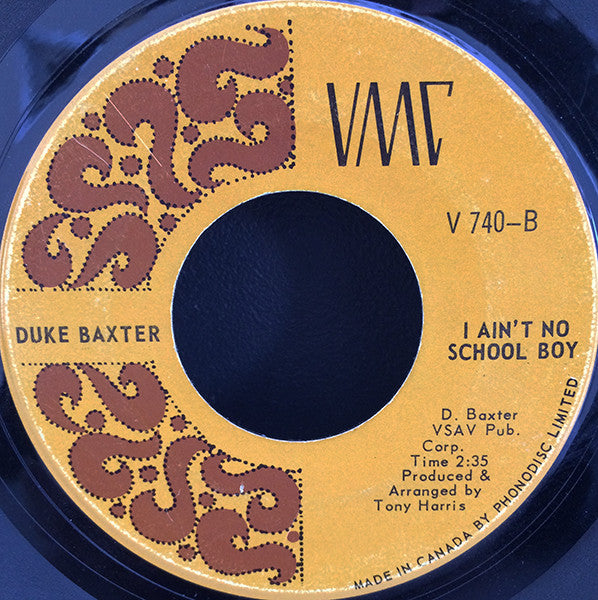 VMC
V 740-B
DUKE BAXTER
I AIN'T NO
SCHOOL BOY
D. Baxter
VSAV Pub.
Corp.
Time 2:35
Produced &
Arranged by
Tony Harris
MADE IN CANADA BY PHONODISC LIMITED